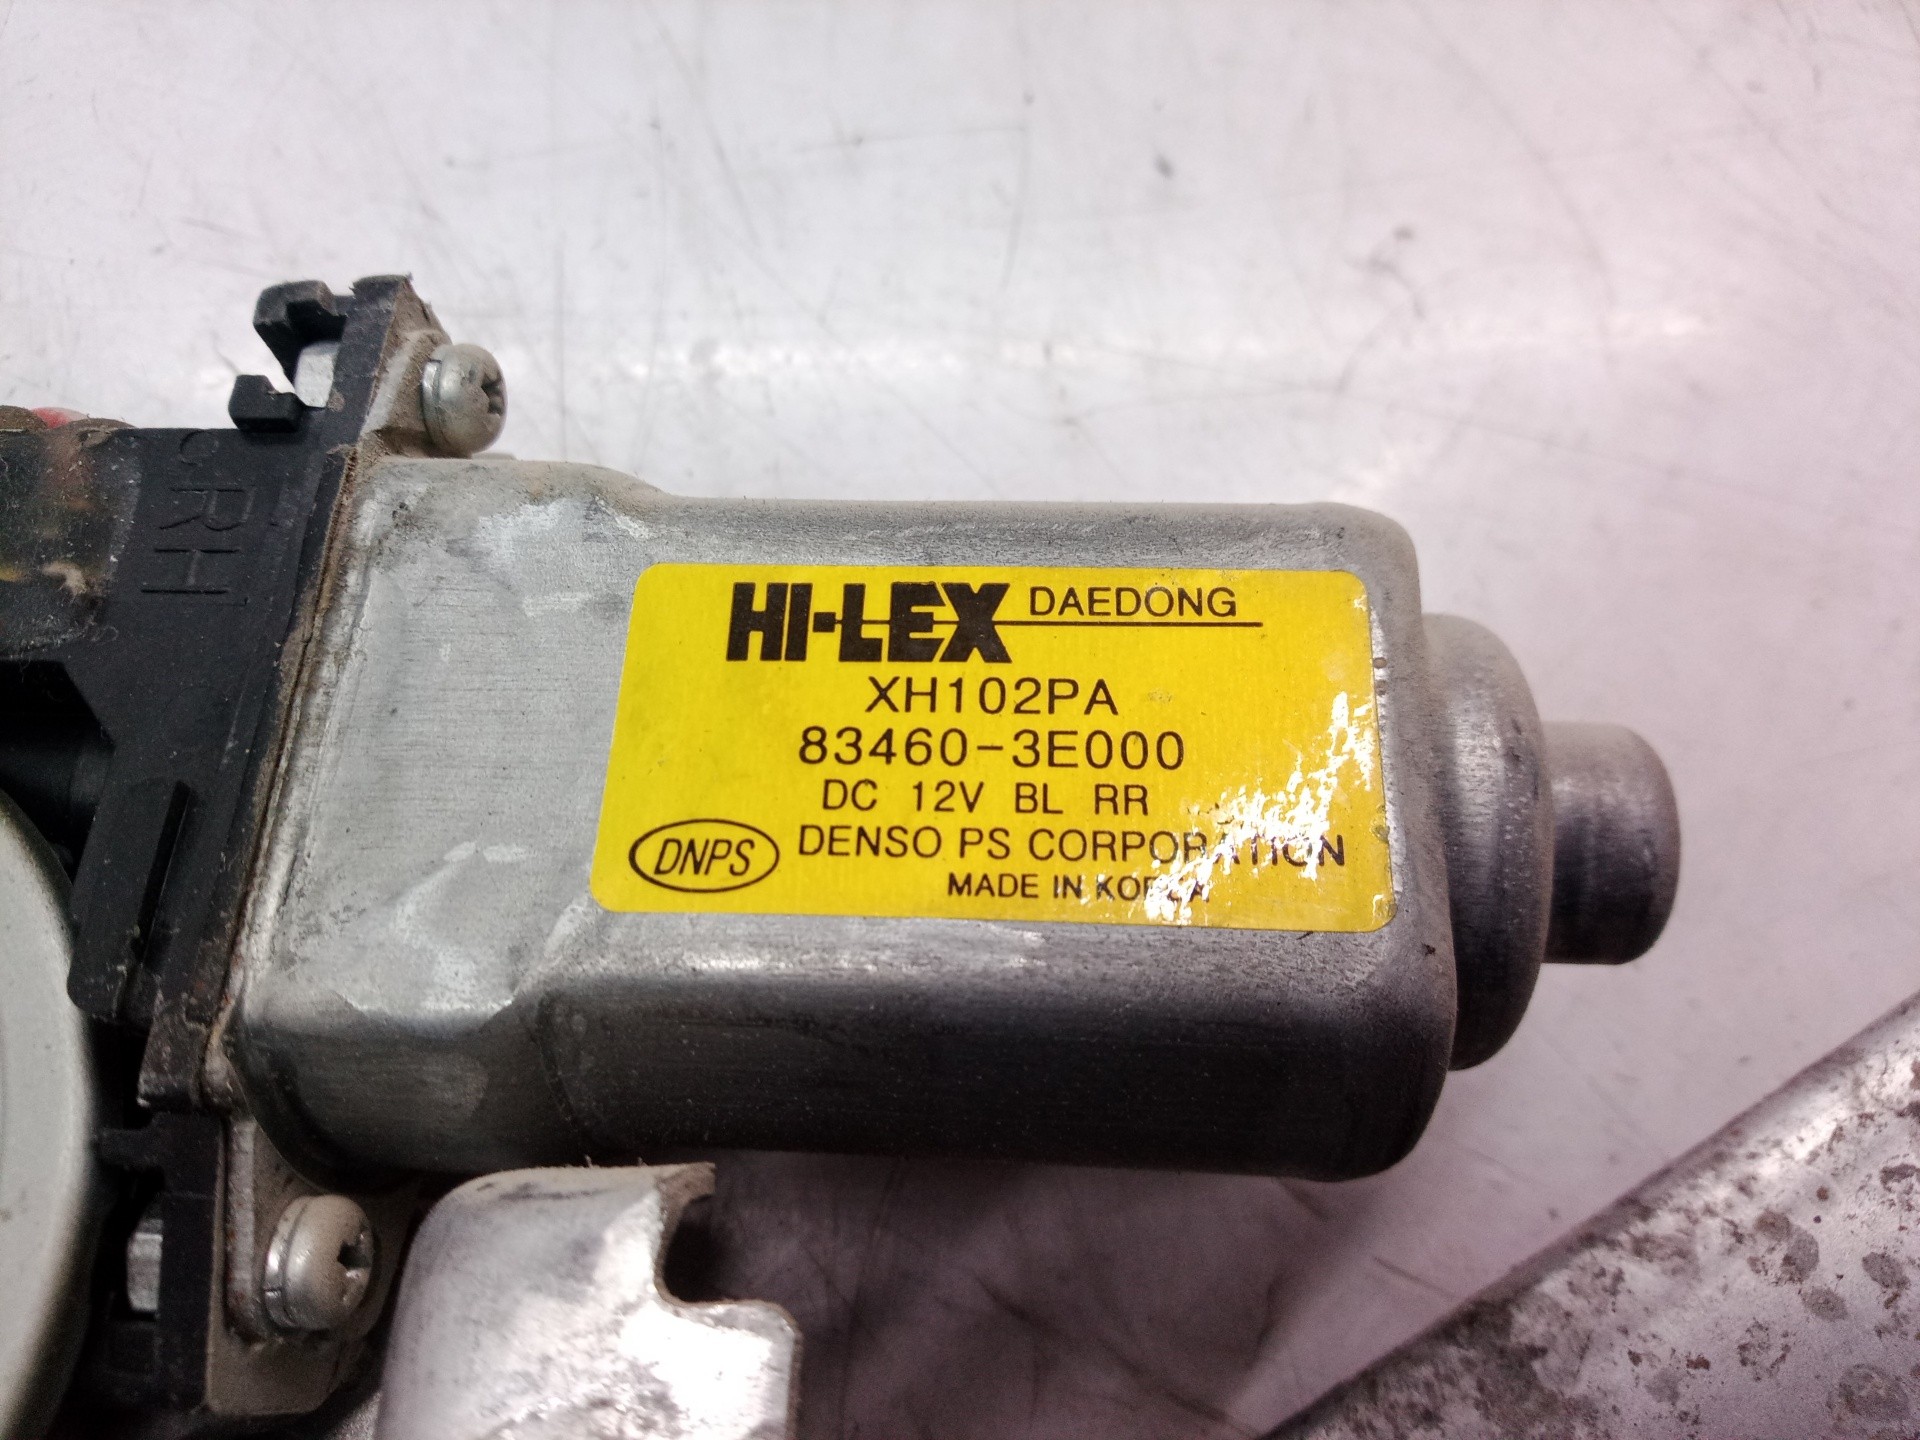 RH
HI-LEX DAEDONG
XH102PA
83460-3E000
DC 12V BL RR
DNPS DENSO PS CORPORATION
MADE IN KOREA